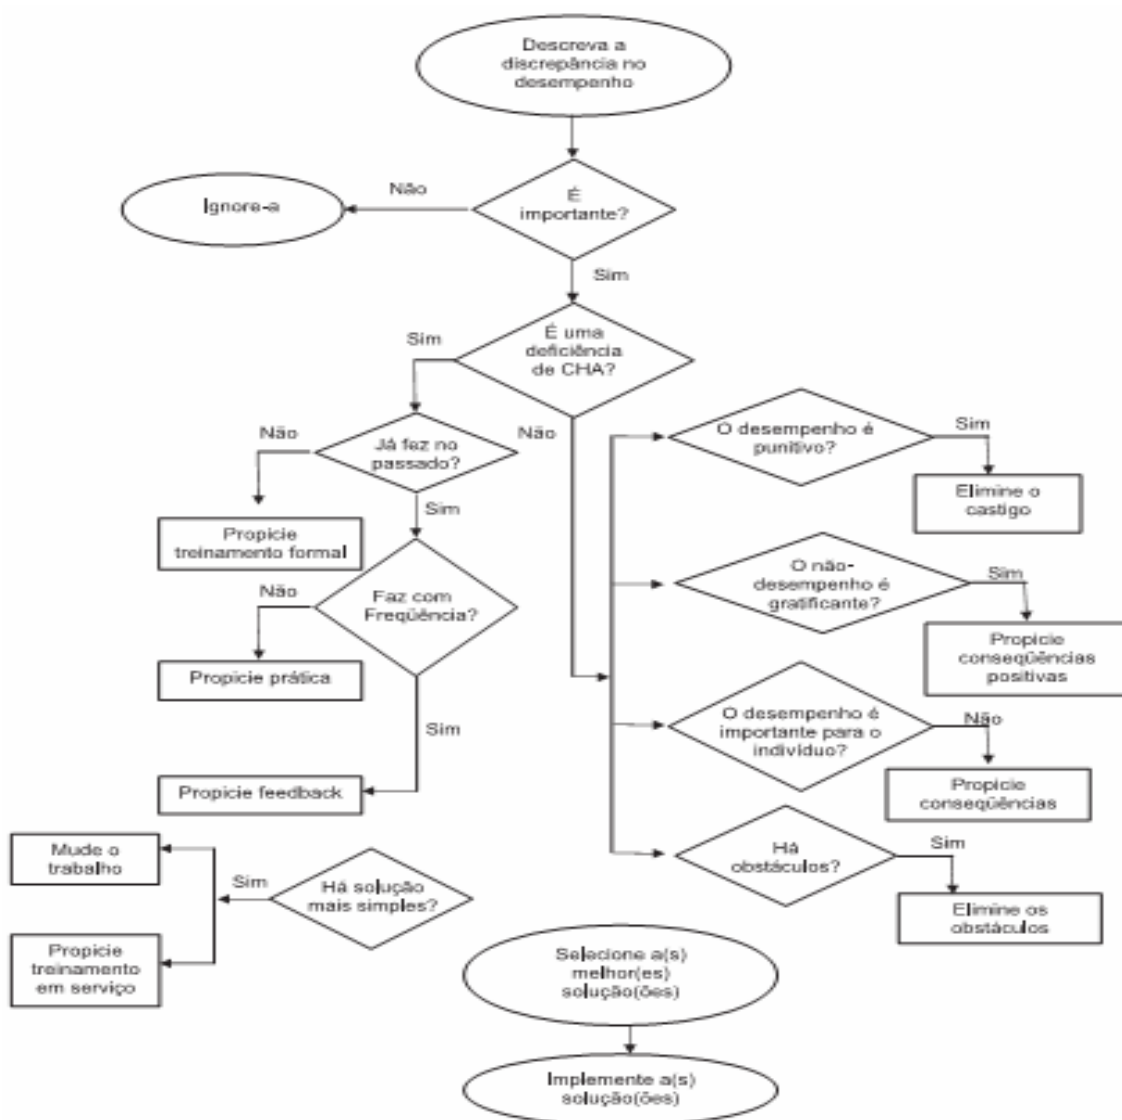 Descreva a
discrepância no
desempenho
Não
É
importante?
Ignore-a
Sim
Sim
É uma
deficiência
de CHA?
Não
Já fez no
passado?
Não
O desempenho é
punitivo?
Sim
Elimine o
castigo
Sim
Propicie
treinamento formal
O não-
desempenho é
gratificante?
Sim
Não
Faz com
Freqüência?
Propicie
conseqüências
positivas
Propicie prática
O desempenho é
importante para o
indivíduo?
Não
Sim
Propicie feedback
Propicie
conseqüências
Mude o
trabalho
Sim
Há solução
mais simples?
Há
obstáculos?
Sim
Elimine os
obstáculos
Propicie
treinamento
em serviço
Selecione a(s)
melhor(es)
solução(ões)
Implemente a(s)
solução(ões)